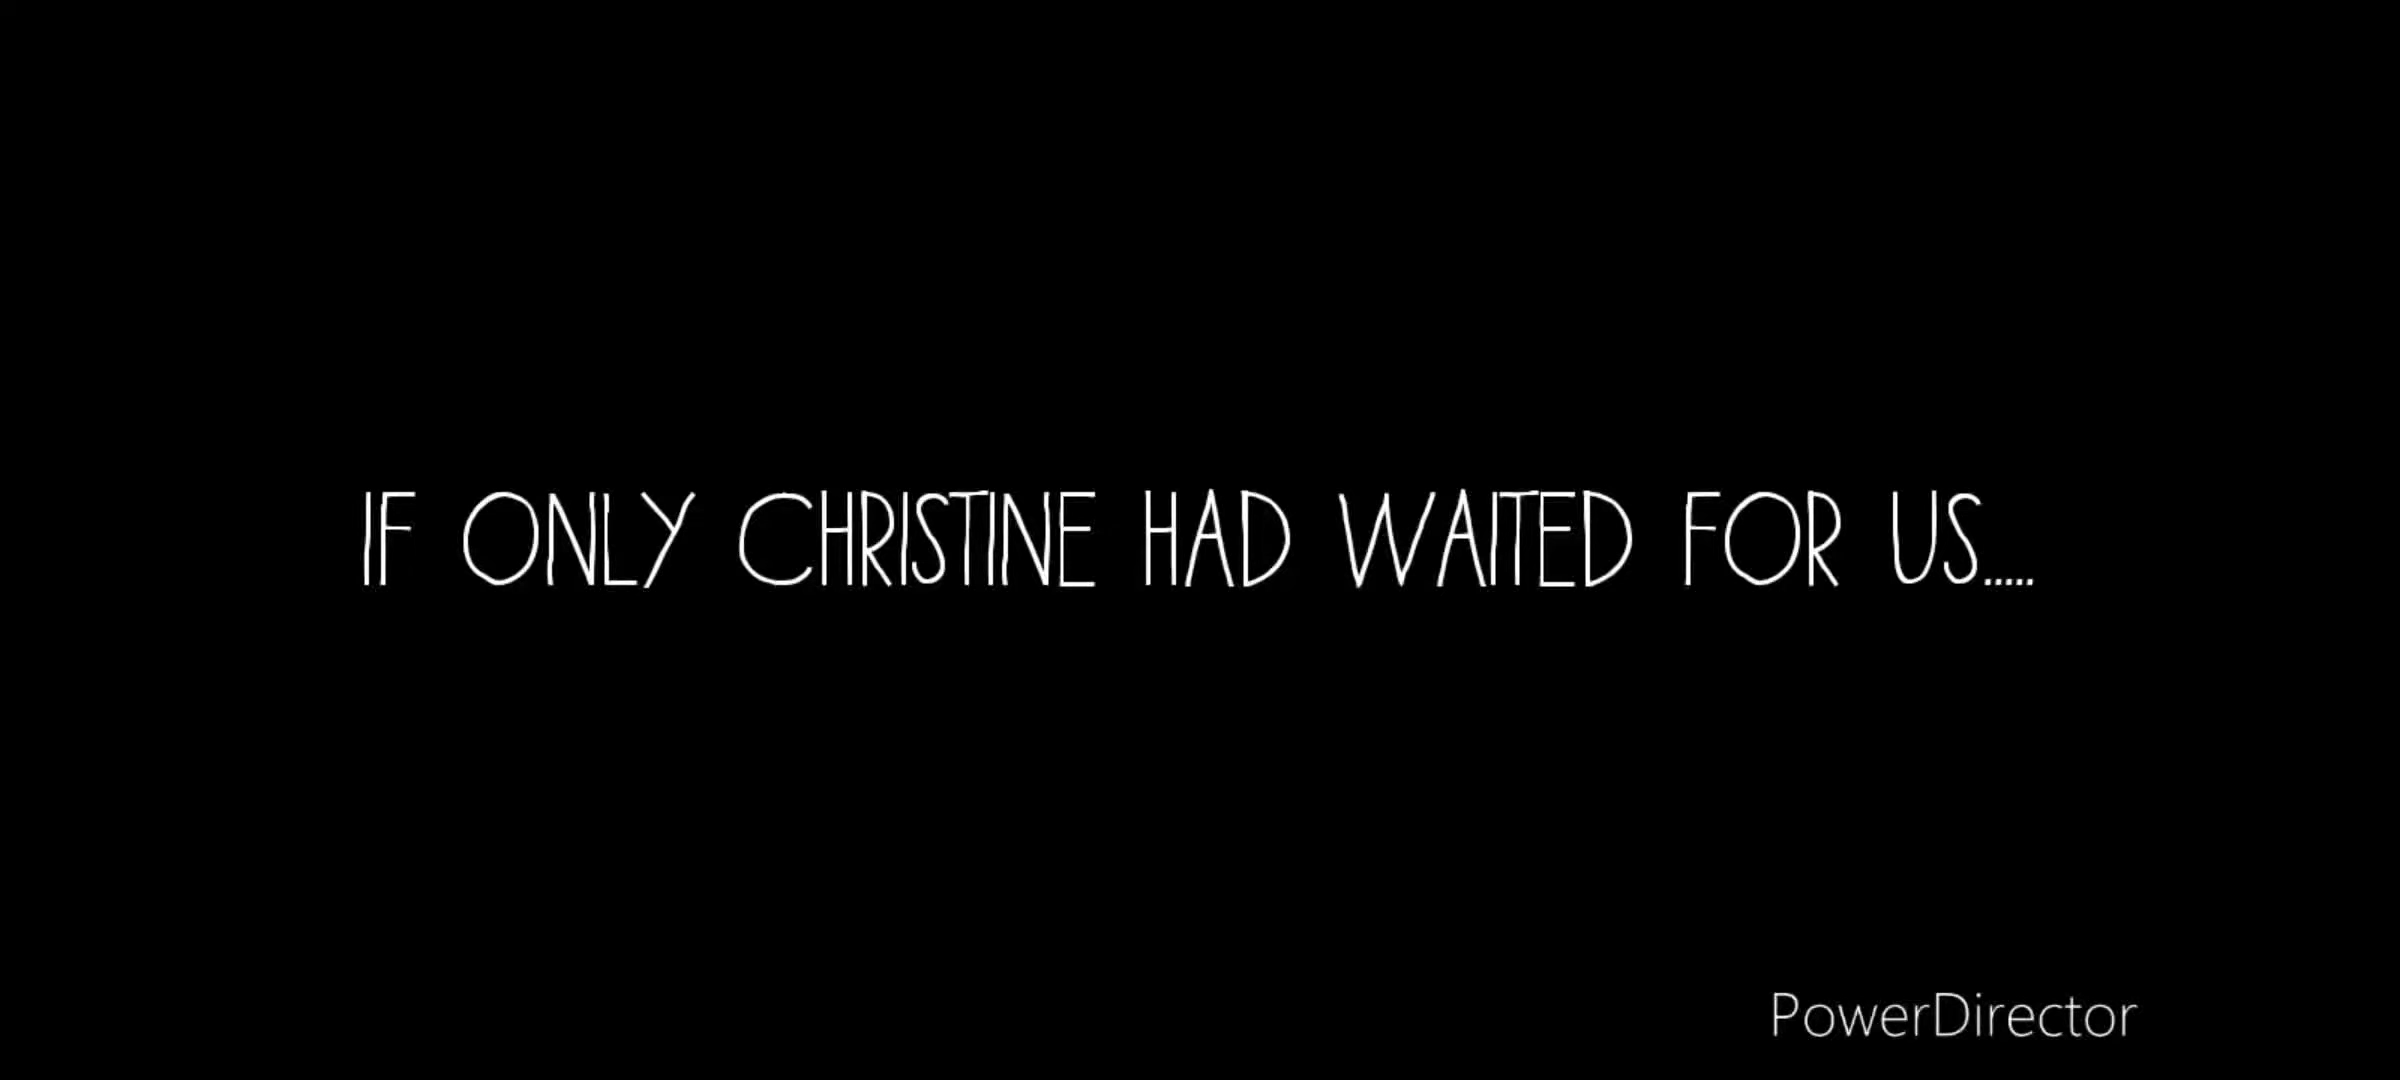 IF ONLY CHRISTINE HAD WAITED FOR US.....
PowerDirector